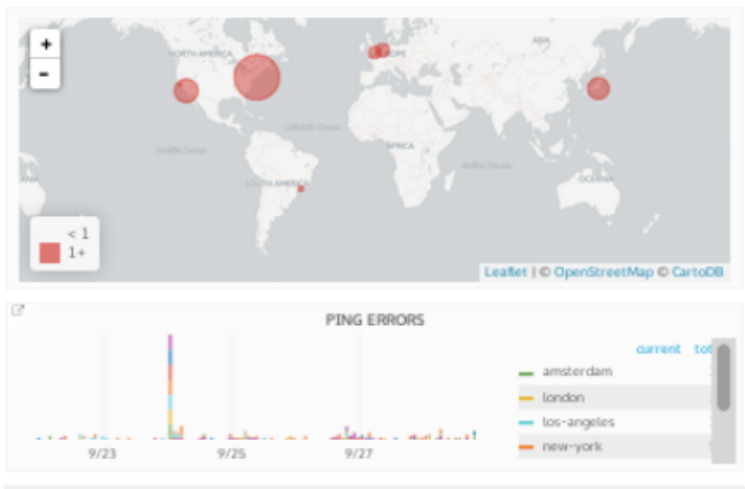 +
NORTH AMERICA
ASIA
-
AFRICA
SOUTH AMERICA
OCEANIA
< 1
1+
Leaflet | © OpenStreetMap © CartoDB
PING ERRORS
current tot
amsterdam
london
los-angeles
new-york
9/23 9/25 9/27